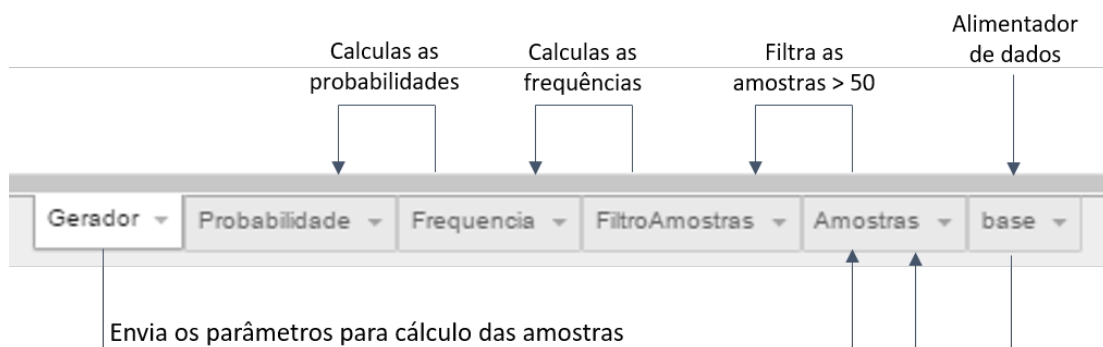 Alimentador
de dados
Calculas as
probabilidades
Calculas as
frequências
Filtra as
amostras > 50
Gerador
Probabilidade
Frequencia
FiltroAmostras
Amostras
base
Envia os parâmetros para cálculo das amostras